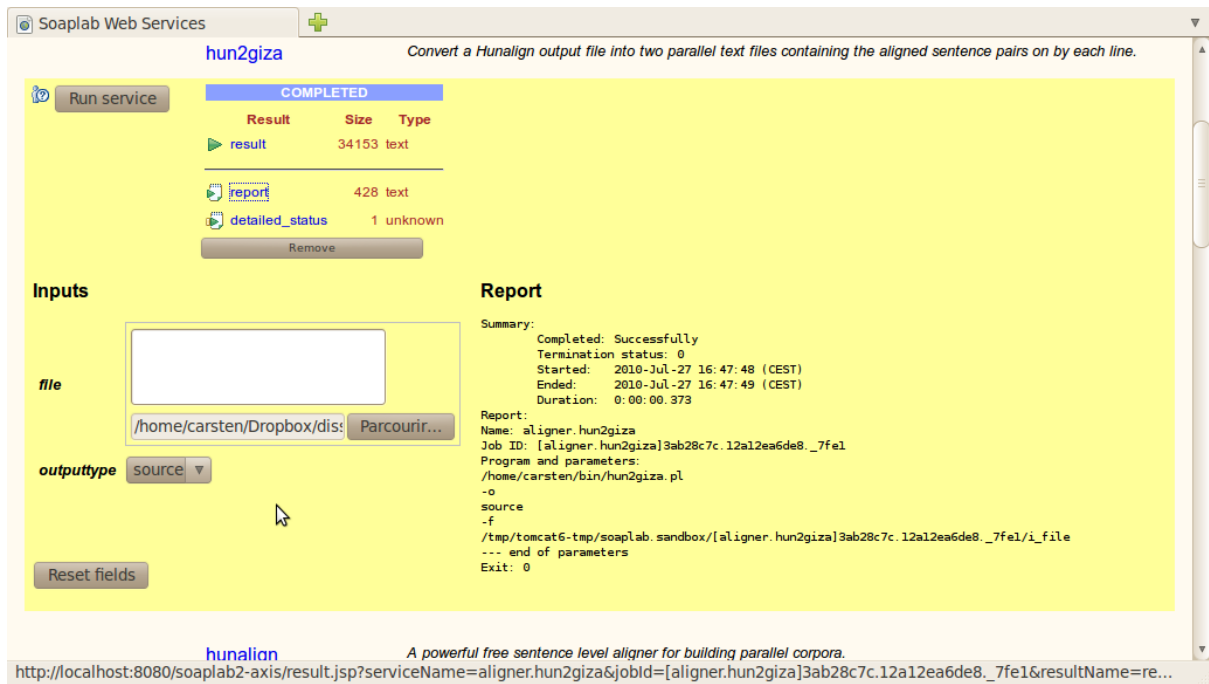 Soaplab Web Services
hun2giza Convert a Hunalign output file into two parallel text files containing the aligned sentence pairs on by each line.
Run service
COMPLETED
Result Size Type
result 34153 text
report 428 text
detailed_status 1 unknown
Remove
Inputs
file
/home/carsten/Dropbox/diss Parcourir...
outputtype source
Reset fields
Report
Summary:
Completed: Successfully
Termination status: 0
Started: 2010-Jul-27 16:47:48 (CEST)
Ended: 2010-Jul-27 16:47:49 (CEST)
Duration: 0:00:00.373
Report:
Name: aligner.hun2giza
Job ID: [aligner.hun2giza]3ab28c7c.12a12ea6de8._7fe1
Program and parameters:
/home/carsten/bin/hun2giza.pl
-o
source
-f
/tmp/tomcat6-tmp/soaplab.sandbox/[aligner.hun2giza]3ab28c7c.12a12ea6de8._7fe1/i_file
--- end of parameters
Exit: 0
hunalign A powerful free sentence level aligner for building parallel corpora.
http://localhost:8080/soaplab2-axis/result.jsp?serviceName=aligner.hun2giza&jobId=[aligner.hun2giza]3ab28c7c.12a12ea6de8._7fe1&resultName=re...